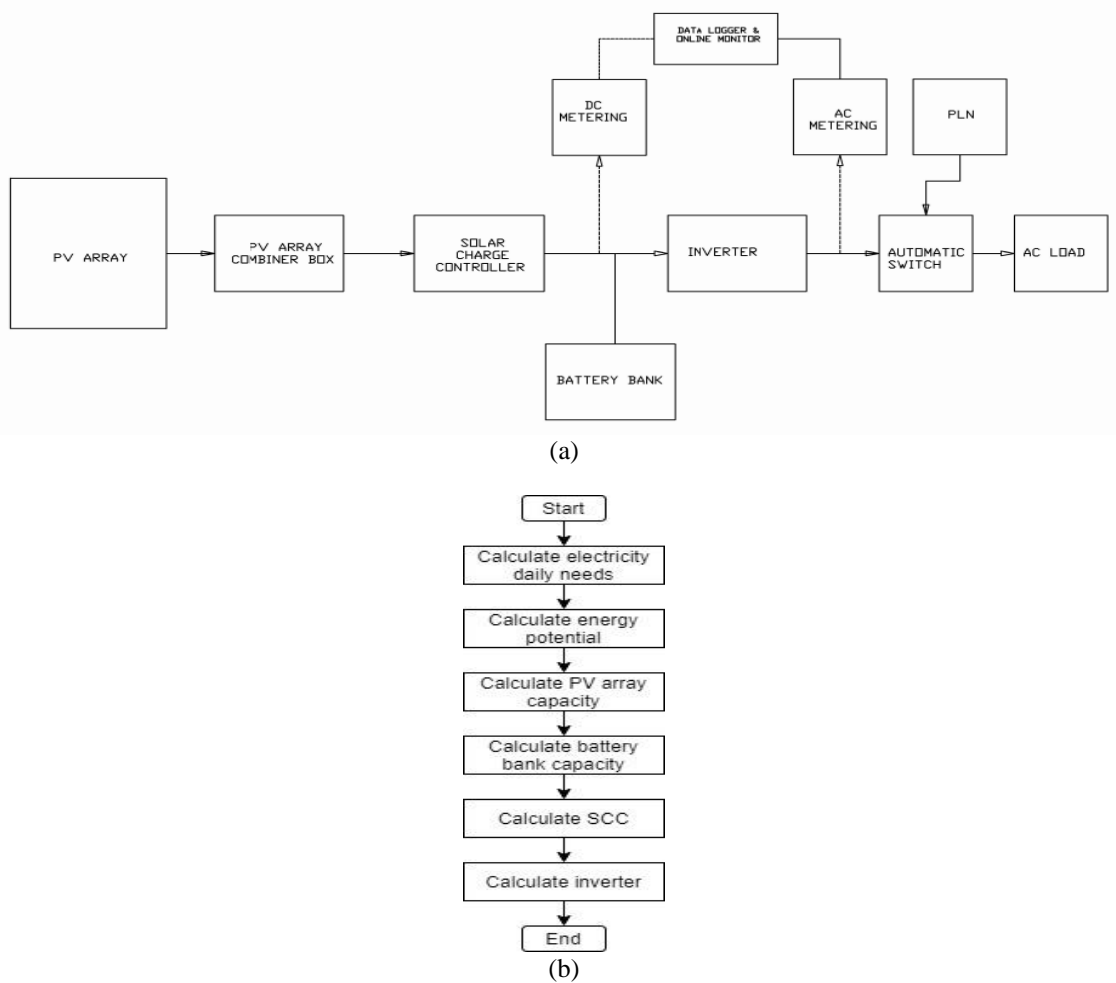 DATA LOGGER &
ONLINE MONITOR
DC
METERING
AC
METERING
PLN
PV ARRAY
PV ARRAY
COMBINER BOX
SOLAR
CHARGE
CONTROLLER
INVERTER
AUTOMATIC
SWITCH
AC LOAD
BATTERY BANK
(a)
Start
Calculate electricity
daily needs
Calculate energy
potential
Calculate PV array
capacity
Calculate battery
bank capacity
Calculate SCC
Calculate inverter
End
(b)